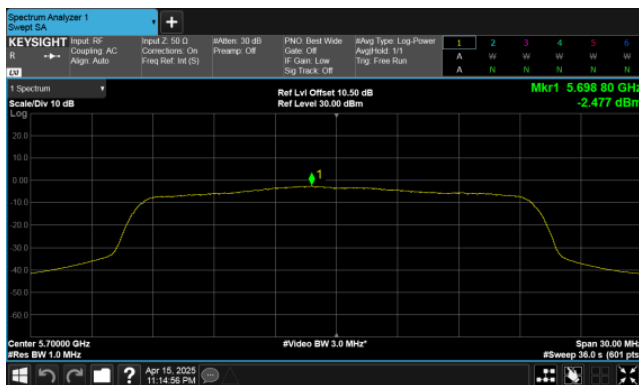 Spectrum Analyzer 1
Swept SA
+
KEYSIGHT Input: RF Input Z: 50 Ω #Atten: 30 dB PNO: Best Wide #Avg Type: Log-Power 1 2 3 4 5 6
R Coupling: AC Corrections: On Preamp: Off Gate: Off Avg|Hold: 1/1 A W W W W W
Align: Auto Freq Ref: Int (S) IF Gain: Low Trig: Free Run
LXI Sig Track: Off A N N N N N
1 Spectrum
Ref Lvl Offset 10.50 dB Mkr1 5.698 80 GHz
Scale/Div 10 dB Ref Level 30.00 dBm -2.477 dBm
Log
20.0
10.0
0.00 1
-10.0
-20.0
-30.0
-40.0
-50.0
-60.0
Center 5.70000 GHz #Video BW 3.0 MHz* Span 30.00 MHz
#Res BW 1.0 MHz #Sweep 36.0 s (601 pts)
? Apr 15, 2025
11:14:56 PM